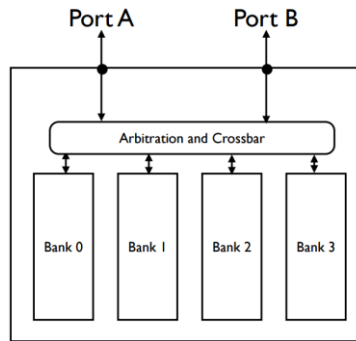 Port A
Port B
Arbitration and Crossbar
Bank 0
Bank 1
Bank 2
Bank 3